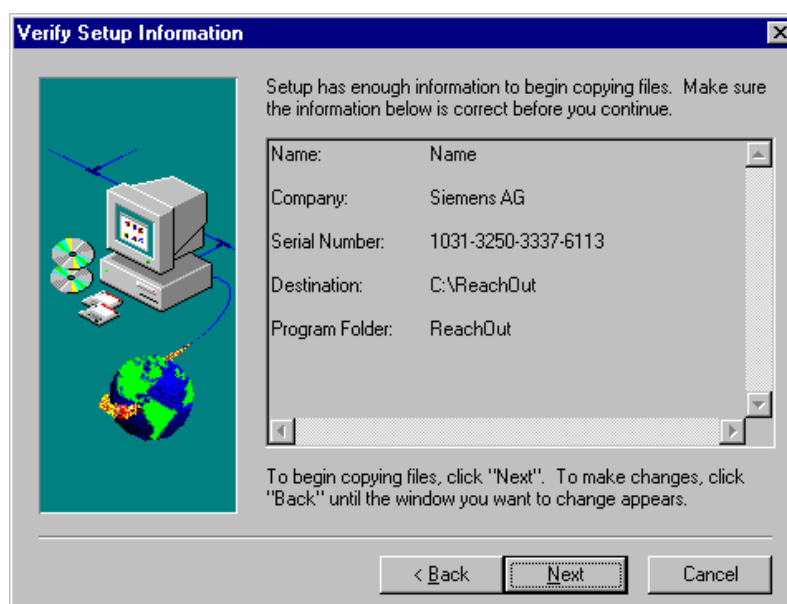 Verify Setup Information
Setup has enough information to begin copying files. Make sure
the information below is correct before you continue.
Name: Name
Company: Siemens AG
Serial Number: 1031-3250-3337-6113
Destination: C:\ReachOut
Program Folder: ReachOut
To begin copying files, click "Next". To make changes, click
"Back" until the window you want to change appears.
< Back Next Cancel